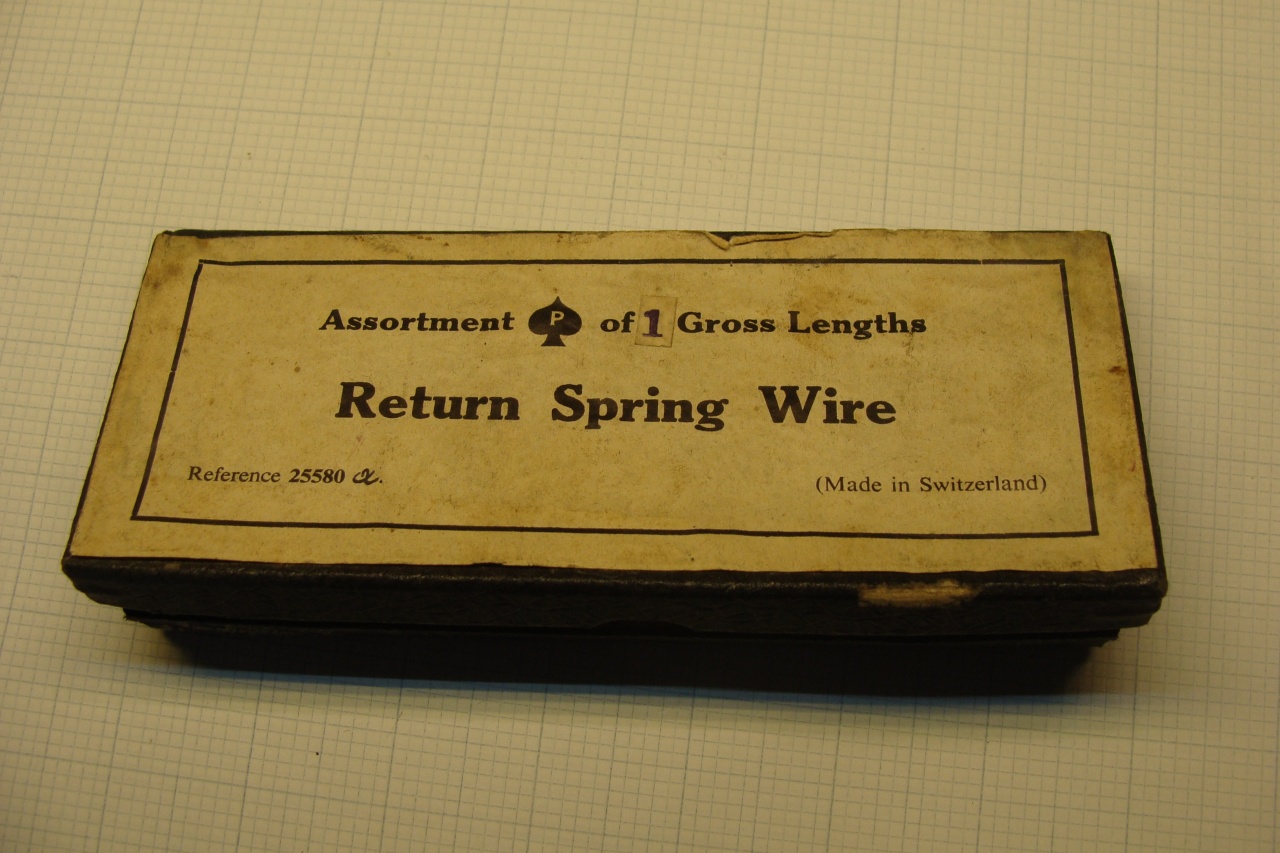 Assortment P of 1 Gross Lengths
Return Spring Wire
Reference 25580 a.
(Made in Switzerland)